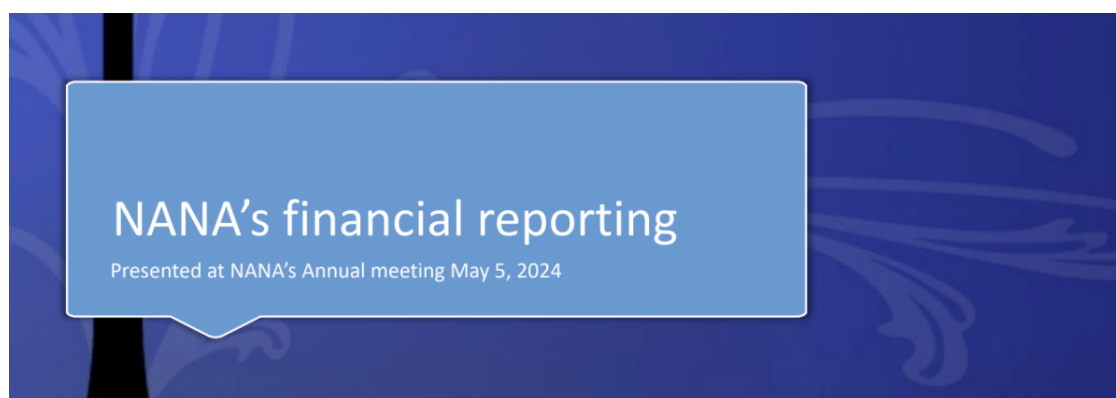 NANA’s financial reporting
Presented at NANA’s Annual meeting May 5, 2024